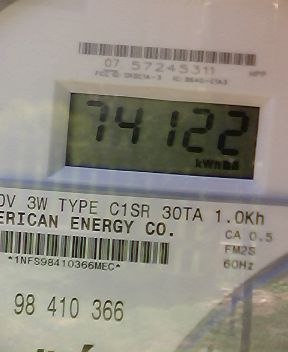 07 57245311
74122
kWh
0V 3W TYPE C1SR 30TA 1.0Kh
ERICAN ENERGY CO.
CA 0.5
FM2S
*1NFS98410366MEC*
60Hz
98 410 366